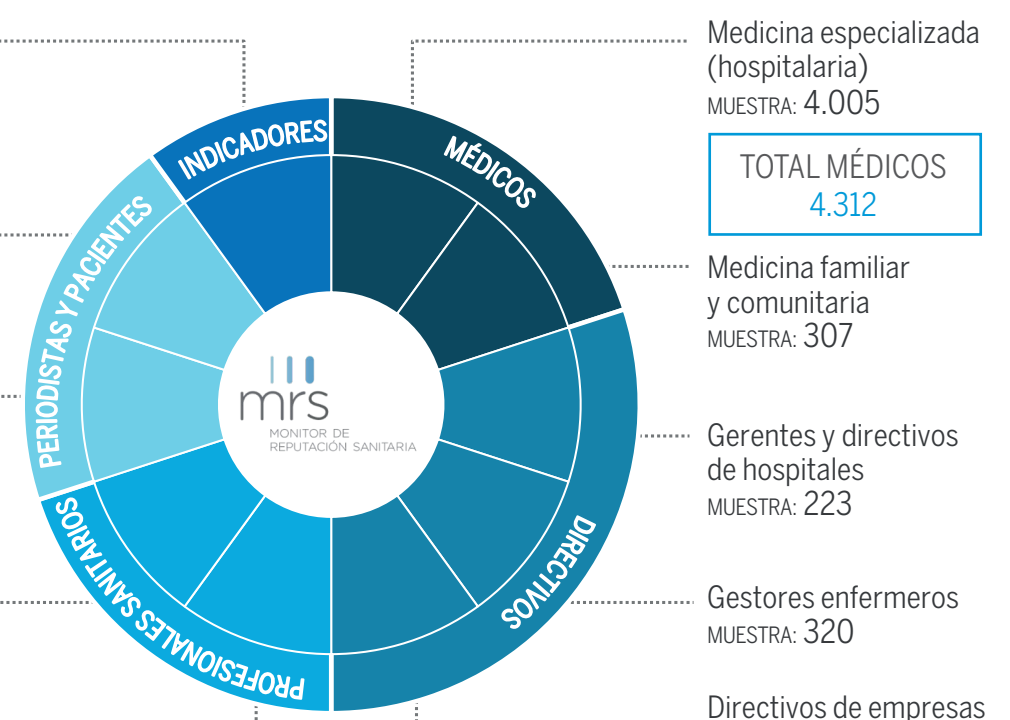 Medicina especializada
(hospitalaria)
MUESTRA: 4.005
TOTAL MÉDICOS
4.312
Medicina familiar
y comunitaria
MUESTRA: 307
Gerentes y directivos
de hospitales
MUESTRA: 223
Gestores enfermeros
MUESTRA: 320
Directivos de empresas
INDICADORES
MÉDICOS
DIRECTIVOS
PROFESIONALES SANITARIOS
PERIODISTAS Y PACIENTES
mrs
MONITOR DE
REPUTACIÓN SANITARIA